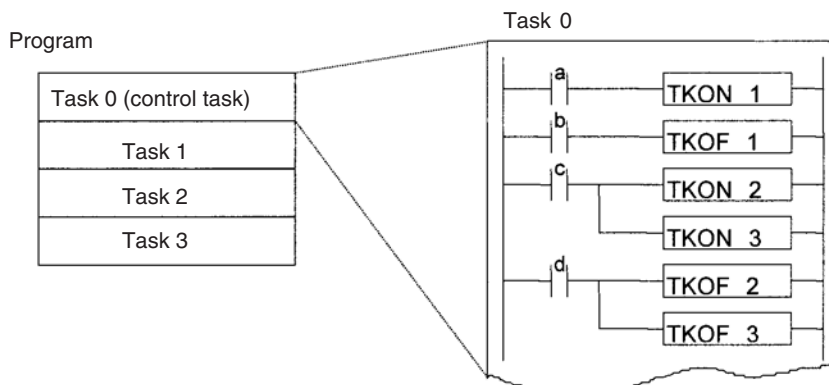 Program
Task 0 (control task)
Task 1
Task 2
Task 3
Task 0
a
TKON 1
b
TKOF 1
c
TKON 2
TKON 3
d
TKOF 2
TKOF 3